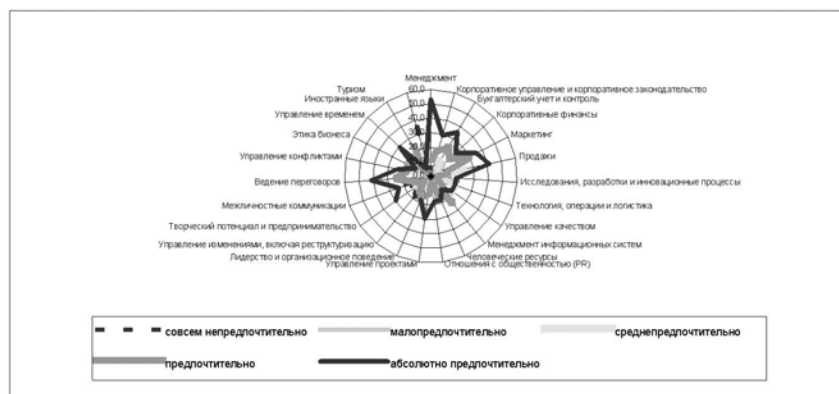 Менеджмент
Туризм
60,0
Корпоративное управление и корпоративное законодательство
Иностранные языки
50,0
Бухгалтерский учет и контроль
Управление временем
40,0
Корпоративные финансы
30,0
Этика бизнеса
Маркетинг
Управление конфликтами
Продажи
Ведение переговоров
Исследования, разработки и инновационные процессы
Межличностные коммуникации
Технология, операции и логистика
Творческий потенциал и предпринимательство
Управление качеством
Управление изменениями, включая реструктуризацию
Менеджмент информационных систем
Лидерство и организационное поведение
Человеческие ресурсы
Управление проектами
Отношения с общественностью (PR)
совсем непредпочтительно
малопредпочтительно
среднепредпочтительно
предпочтительно
абсолютно предпочтительно